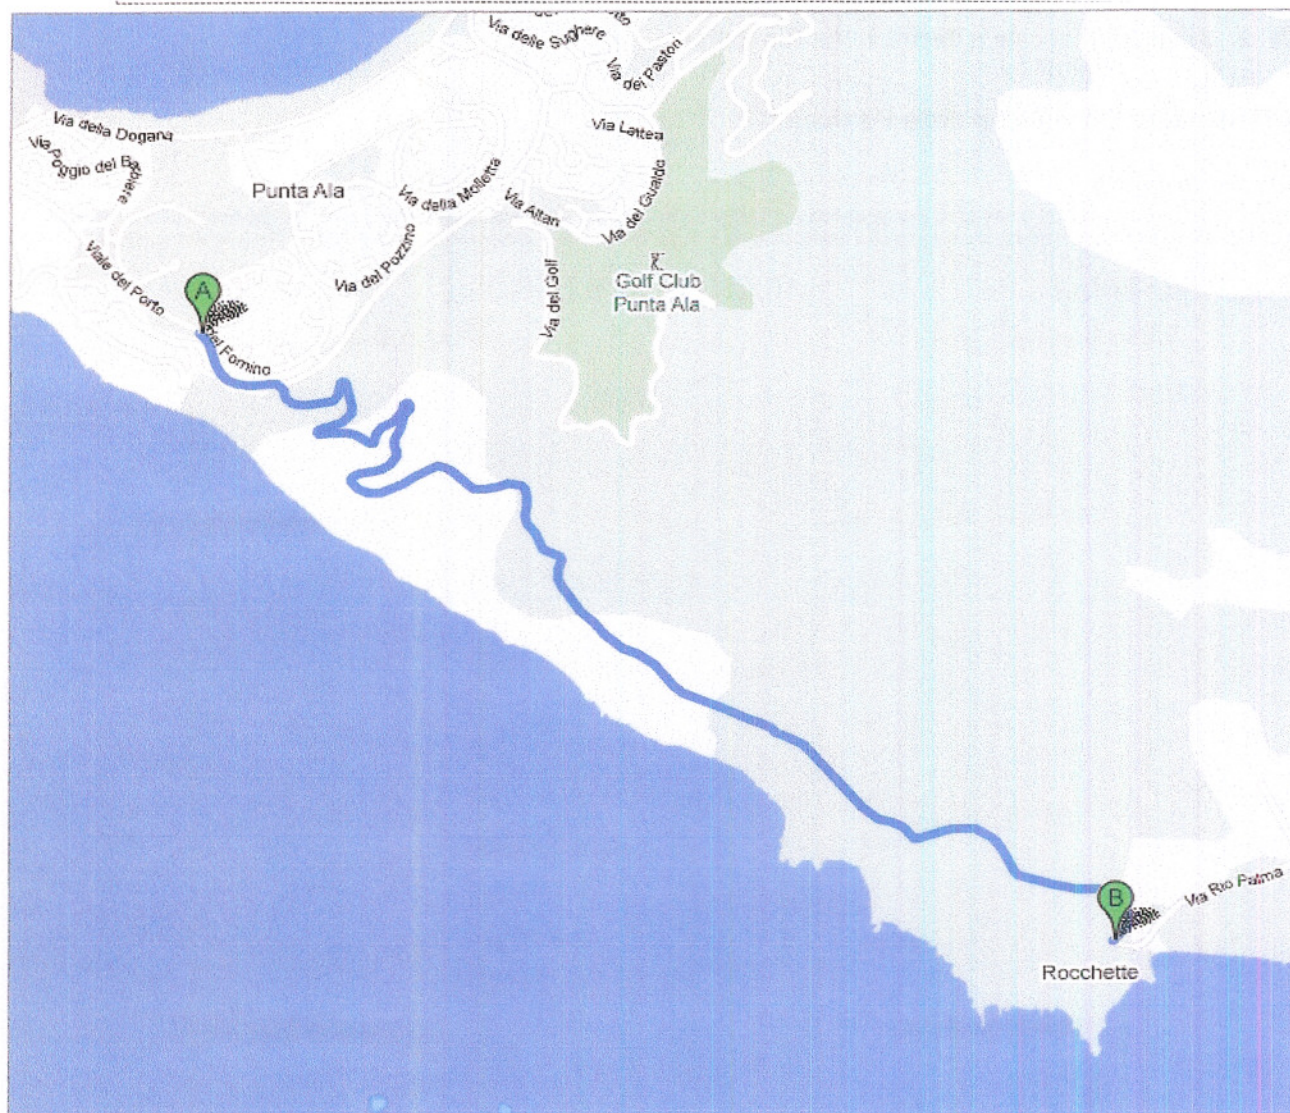 Via delle Sughere
Via dei Pastori
Via della Dogana
Via Lattea
Via Poggio del Barbiere
Punta Ala
Via della Molletta
Via Altan
Via del Gualdo
Viale del Porto
Via del Pozzino
Via del Golf
Golf Club
Punta Ala
A
del Fornino
B
Via Rio Palma
Rocchette